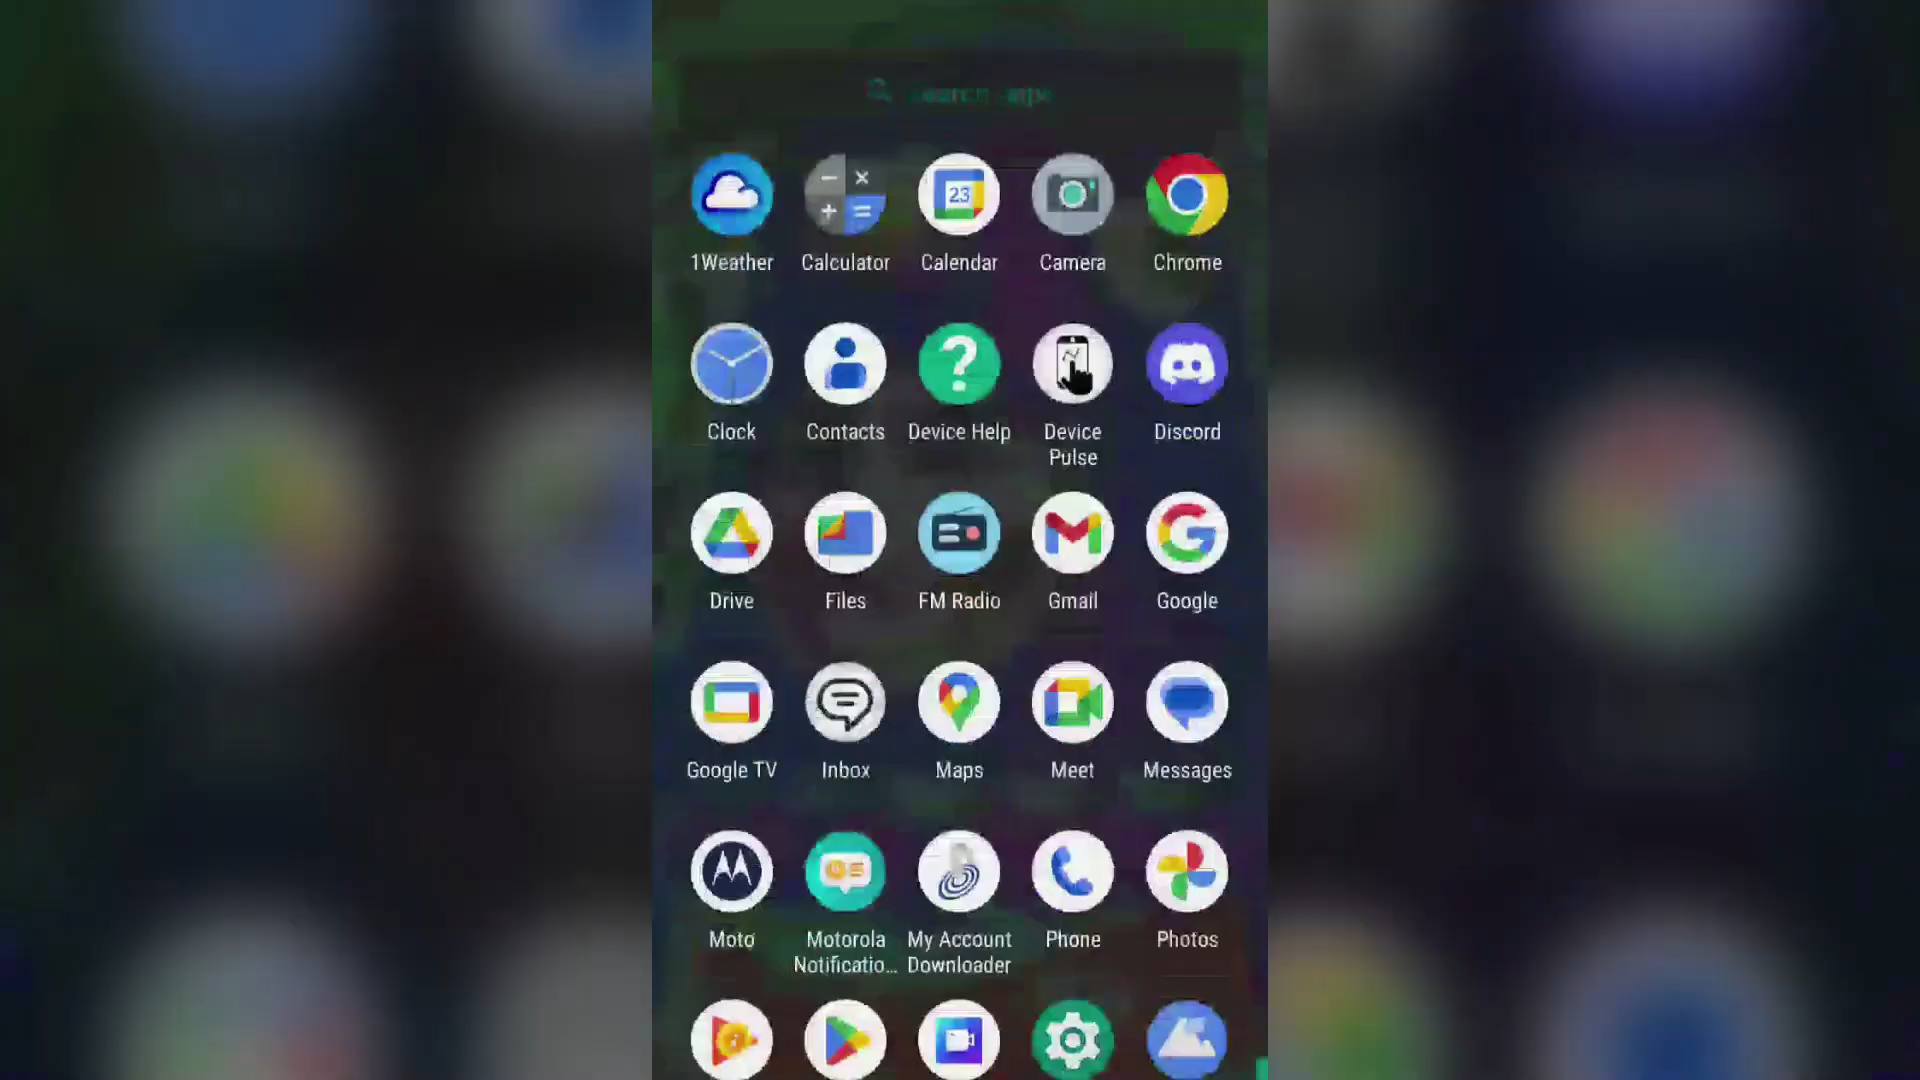 1Weather Calculator Calendar Camera Chrome
Clock Contacts Device Help Device Pulse Discord
Drive Files FM Radio Gmail Google
Google TV Inbox Maps Meet Messages
Moto Motorola Notificatio... My Account Downloader Phone Photos